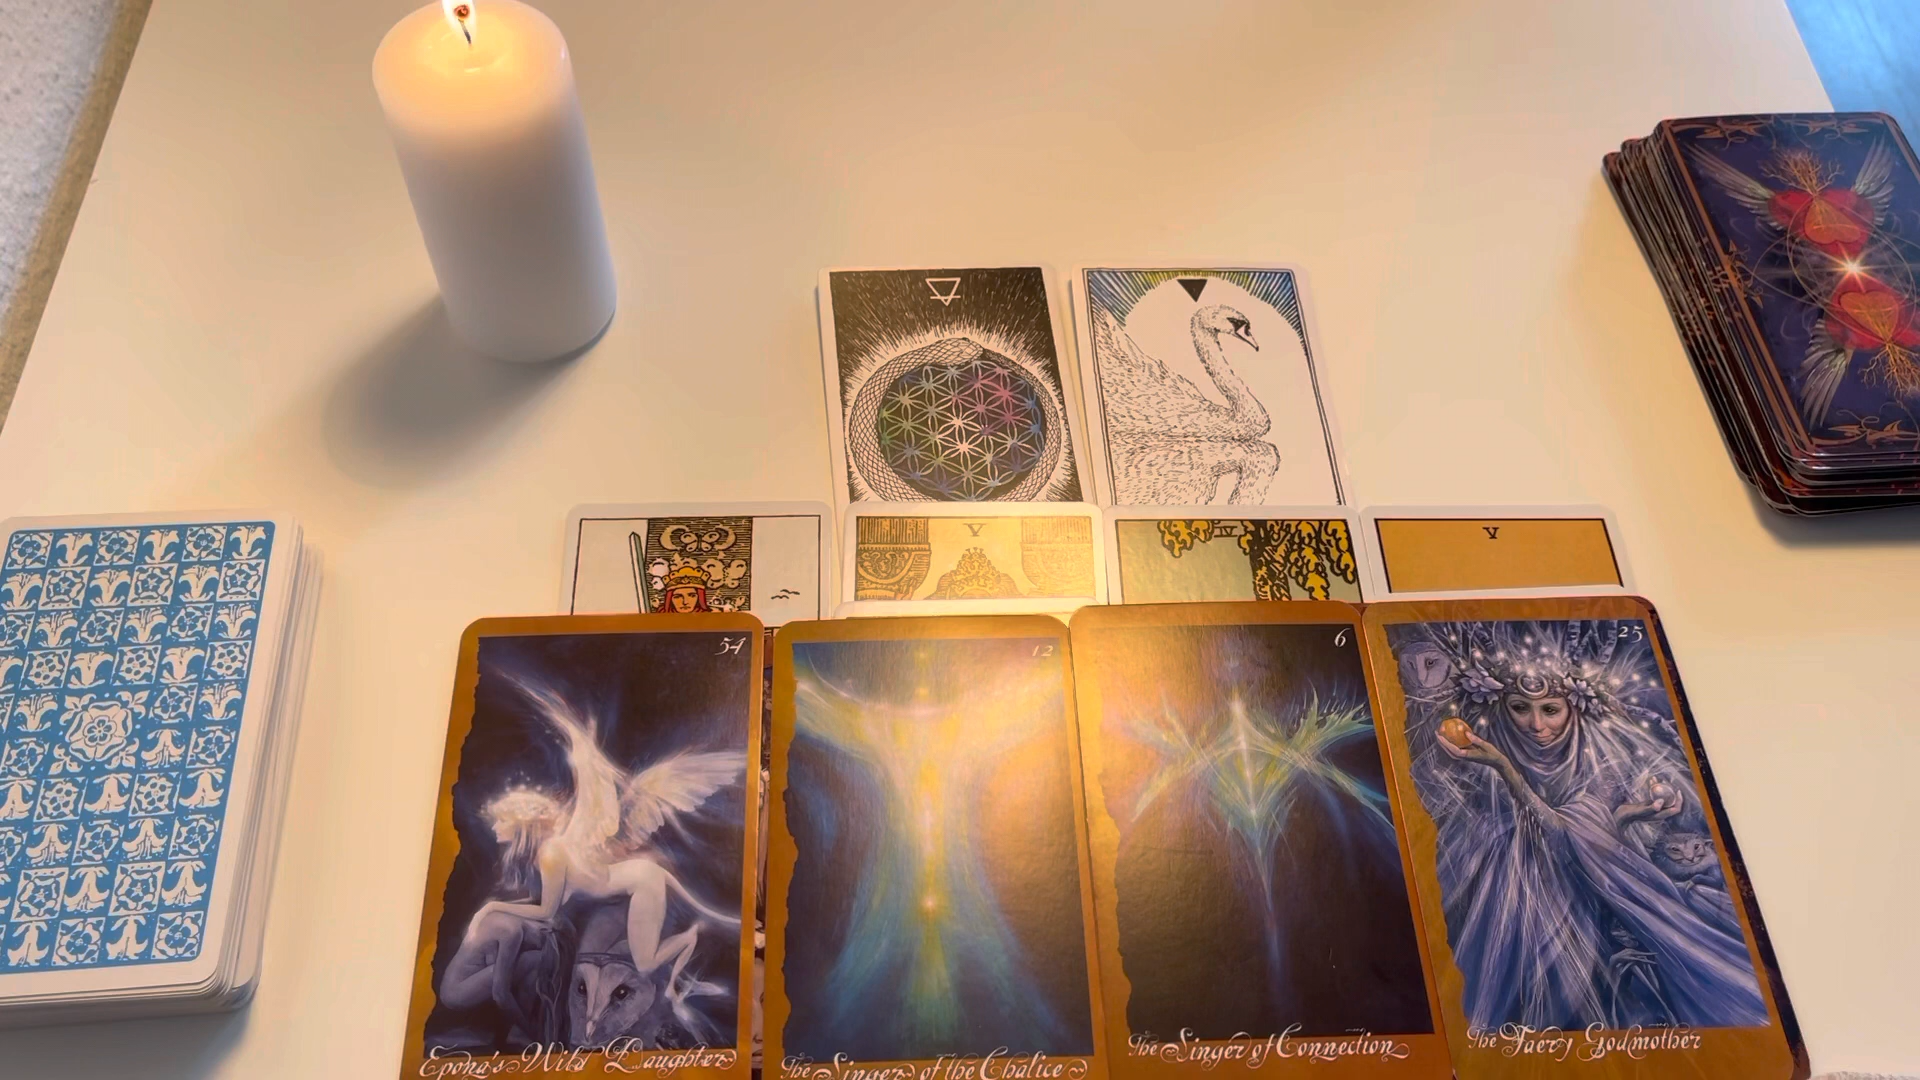 V
IV
V
54
12
6
25
Epona's Wild Daughter
The Singer of the Chalice
The Singer of Connection
The Faery Godmother